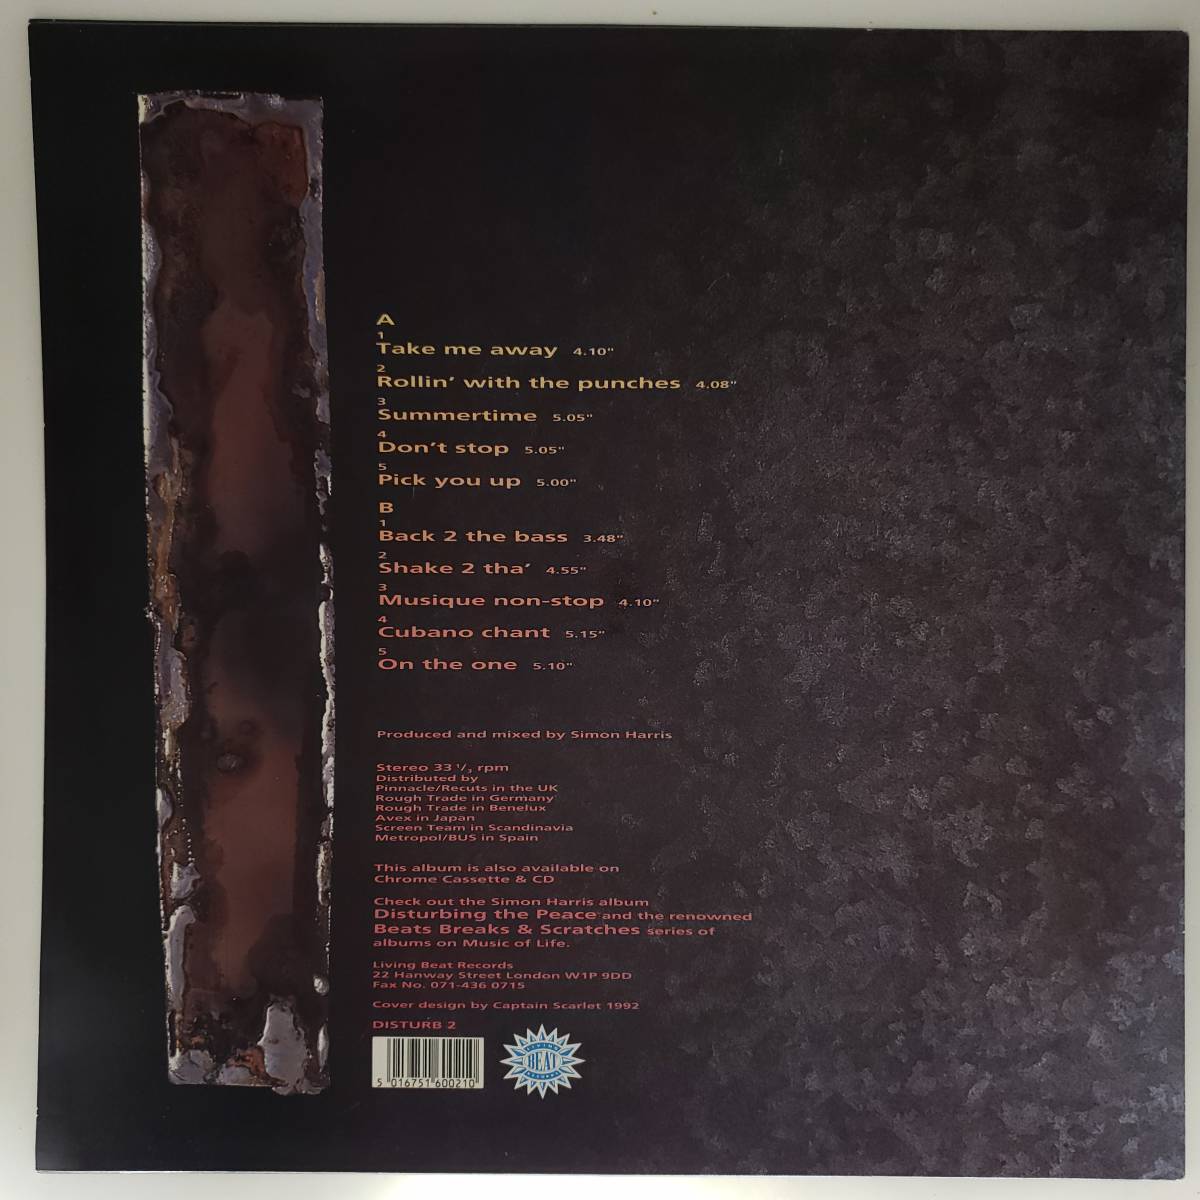 A
1
Take me away 4.10"
2
Rollin' with the punches 4.08"
3
Summertime 5.05"
4
Don't stop 5.05"
5
Pick you up 5.00"
B
1
Back 2 the bass 3.48"
2
Shake 2 tha' 4.55"
3
Musique non-stop 4.10"
4
Cubano chant 5.15"
5
On the one 5.10"
Produced and mixed by Simon Harris
Stereo 33 1/3 rpm
Distributed by
Pinnacle/Recuts in the UK
Rough Trade in Germany
Rough Trade in Benelux
Avex in Japan
Screen Team in Scandinavia
Metropol/BUS in Spain
This album is also available on
Chrome Cassette & CD
Check out the Simon Harris album
Disturbing the Peace and the renowned
Beats Breaks & Scratches series of
albums on Music of Life.
Living Beat Records
22 Hanway Street London W1P 9DD
Fax No. 071-436 0715
Cover design by Captain Scarlet 1992
DISTURB 2
5 016751 600210
LIVING
BEAT
RECORDS